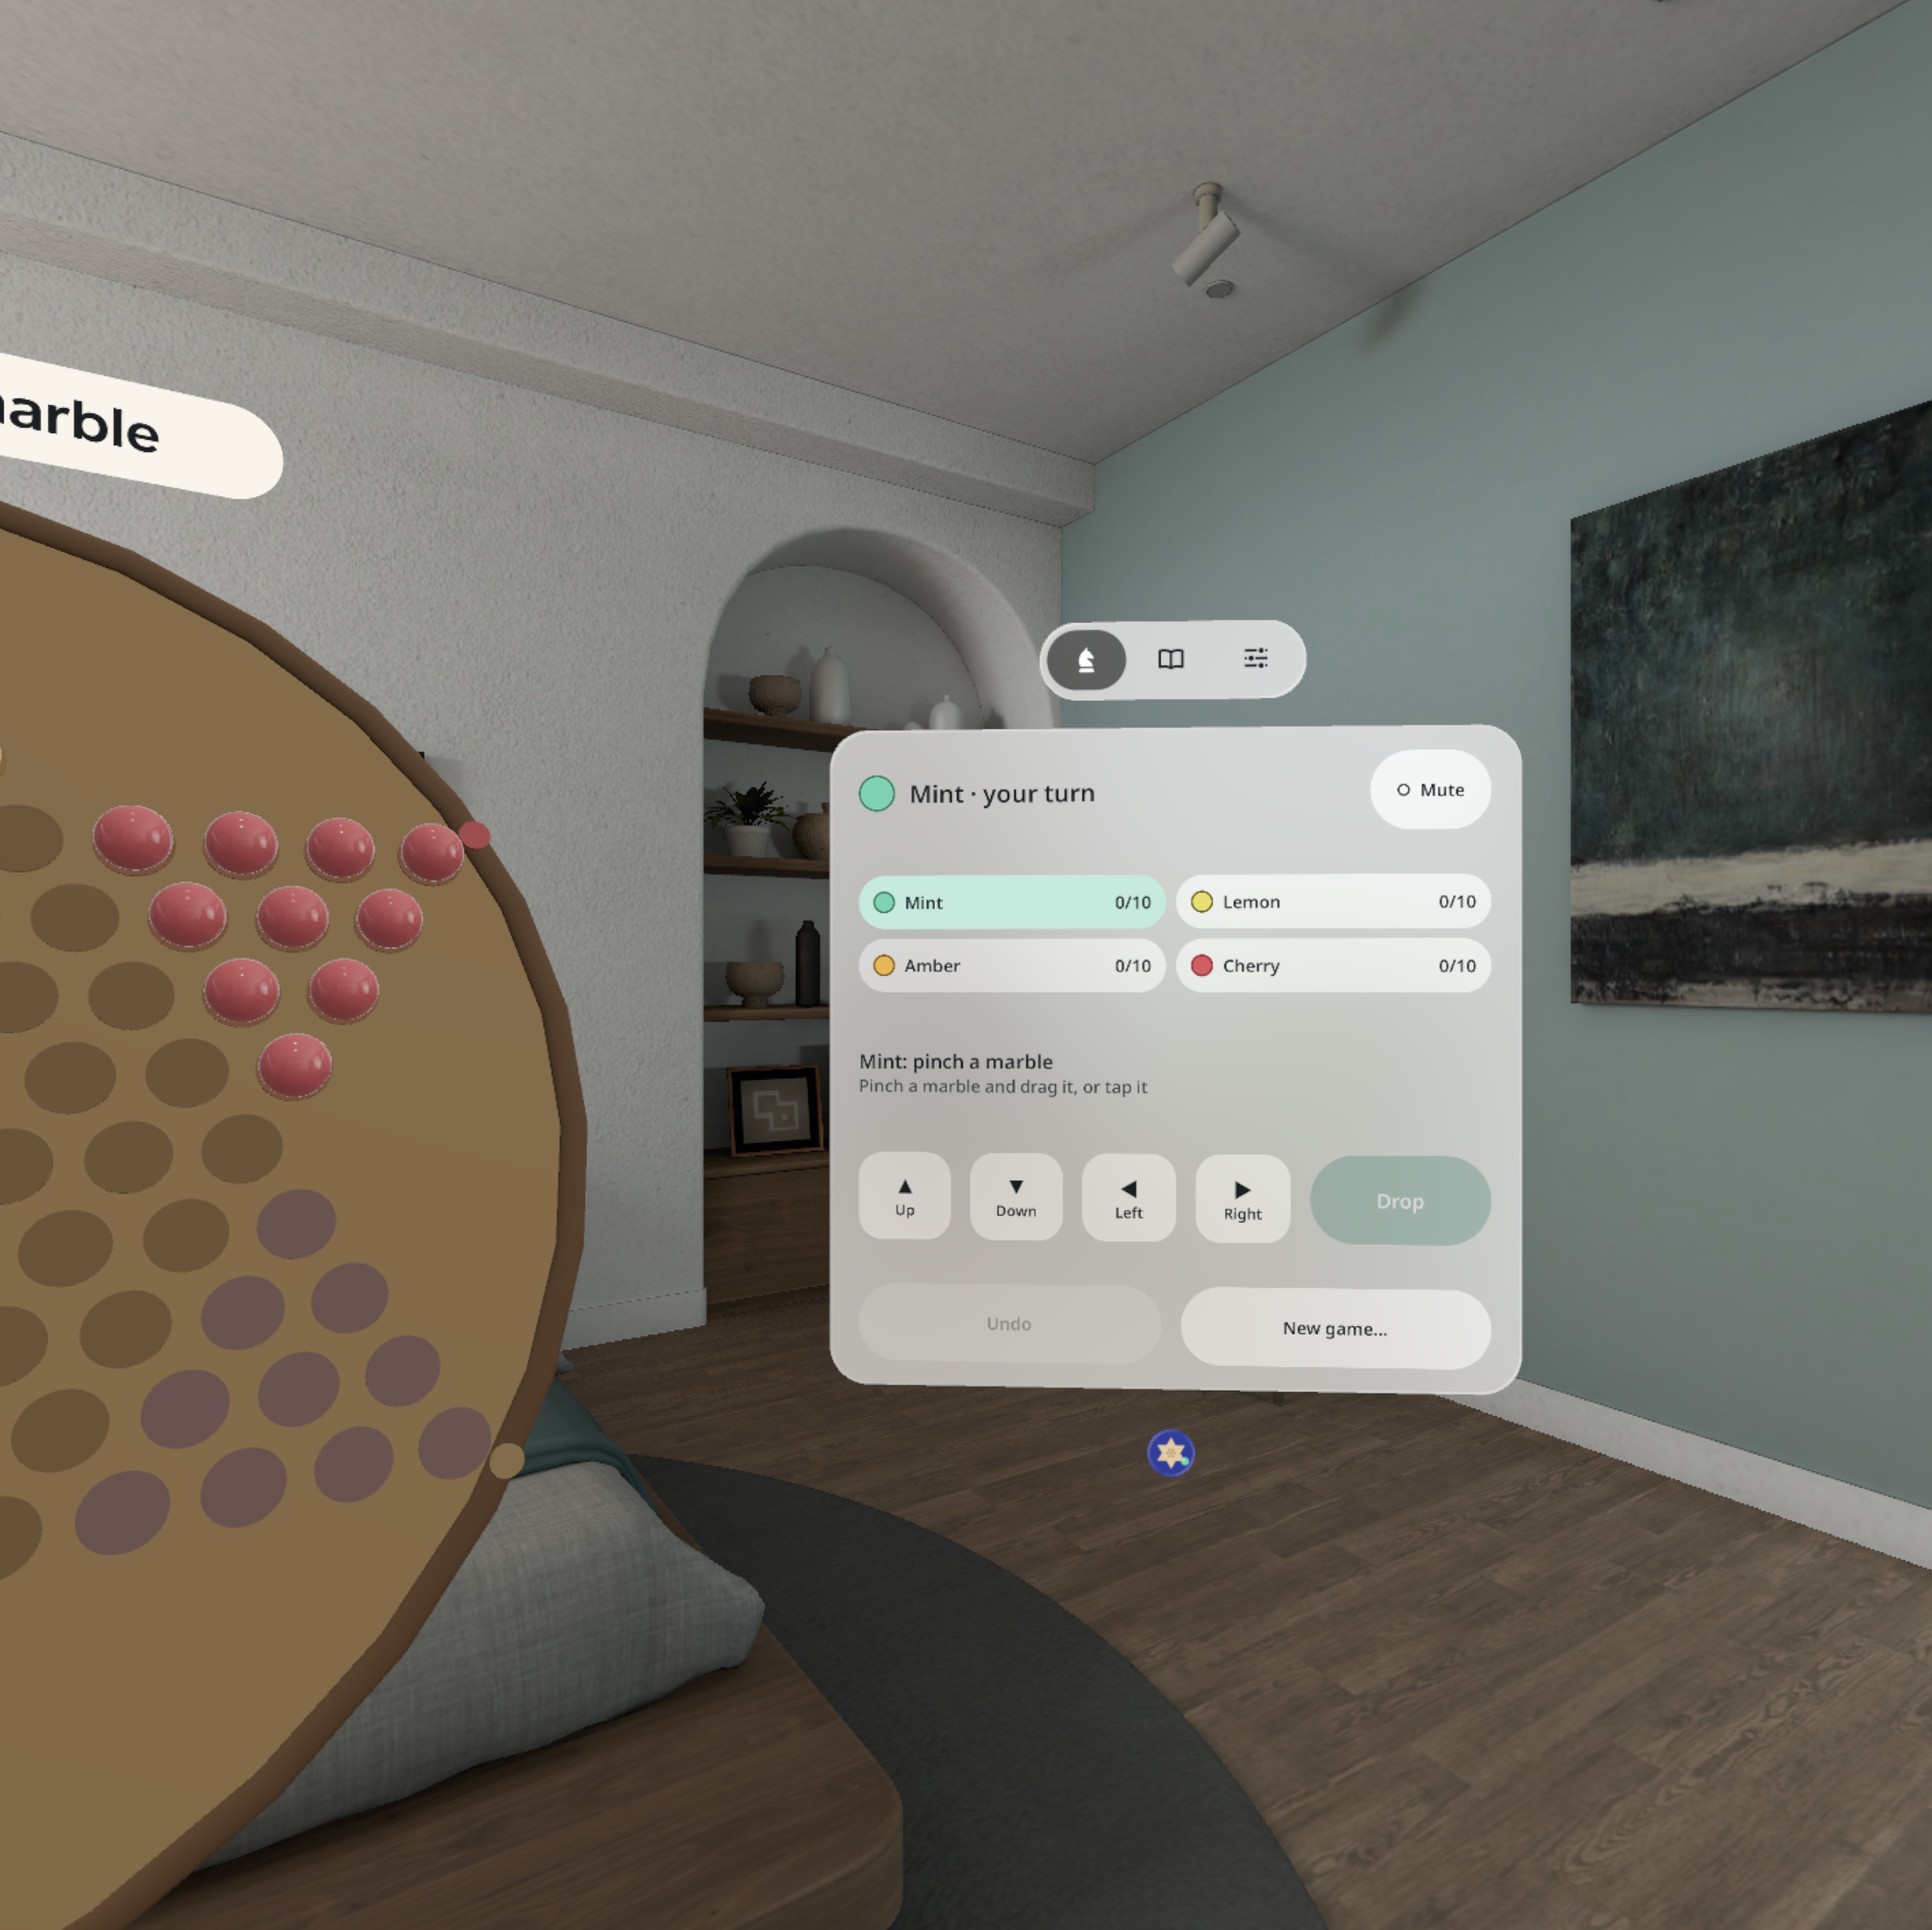 arble
Mint · your turn
Mute
Mint 0/10
Lemon 0/10
Amber 0/10
Cherry 0/10
Mint: pinch a marble
Pinch a marble and drag it, or tap it
Up
Down
Left
Right
Drop
Undo
New game...